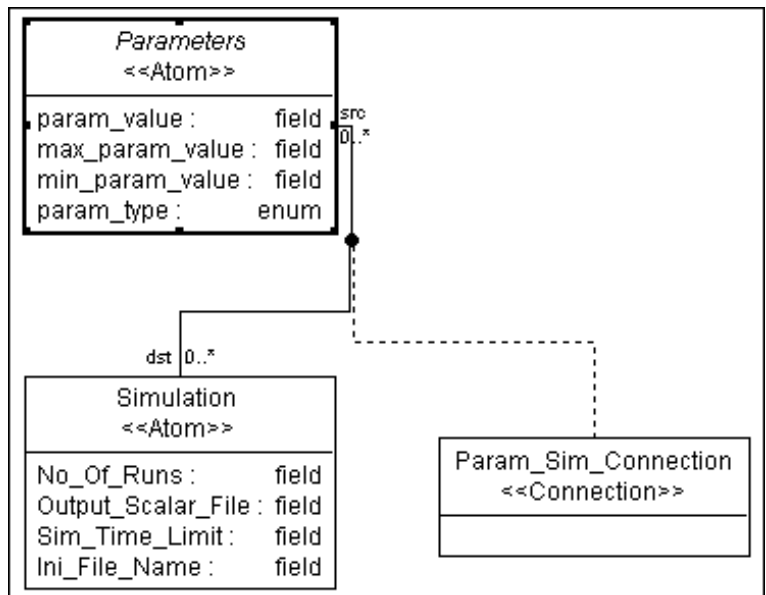 Parameters
<<Atom>>
param_value : field
max_param_value : field
min_param_value : field
param_type : enum
src
0..*
dst 0..*
Simulation
<<Atom>>
No_Of_Runs : field
Output_Scalar_File : field
Sim_Time_Limit : field
Ini_File_Name : field
Param_Sim_Connection
<<Connection>>